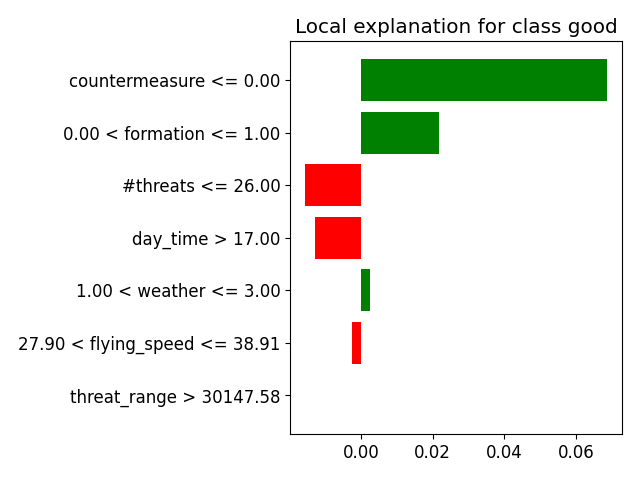 Local explanation for class good
countermeasure <= 0.00
0.00 < formation <= 1.00
#threats <= 26.00
day_time > 17.00
1.00 < weather <= 3.00
27.90 < flying_speed <= 38.91
threat_range > 30147.58
0.00 0.02 0.04 0.06